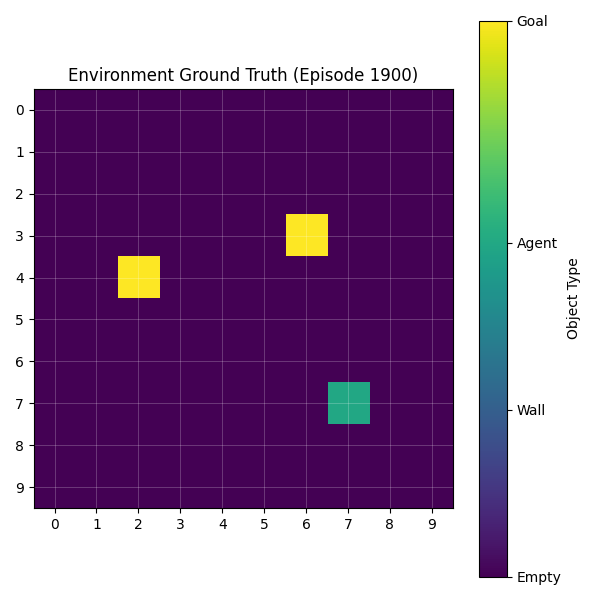 Environment Ground Truth (Episode 1900)
0
1
2
3
4
5
6
7
8
9
0 1 2 3 4 5 6 7 8 9
Goal
Agent
Wall
Empty
Object Type